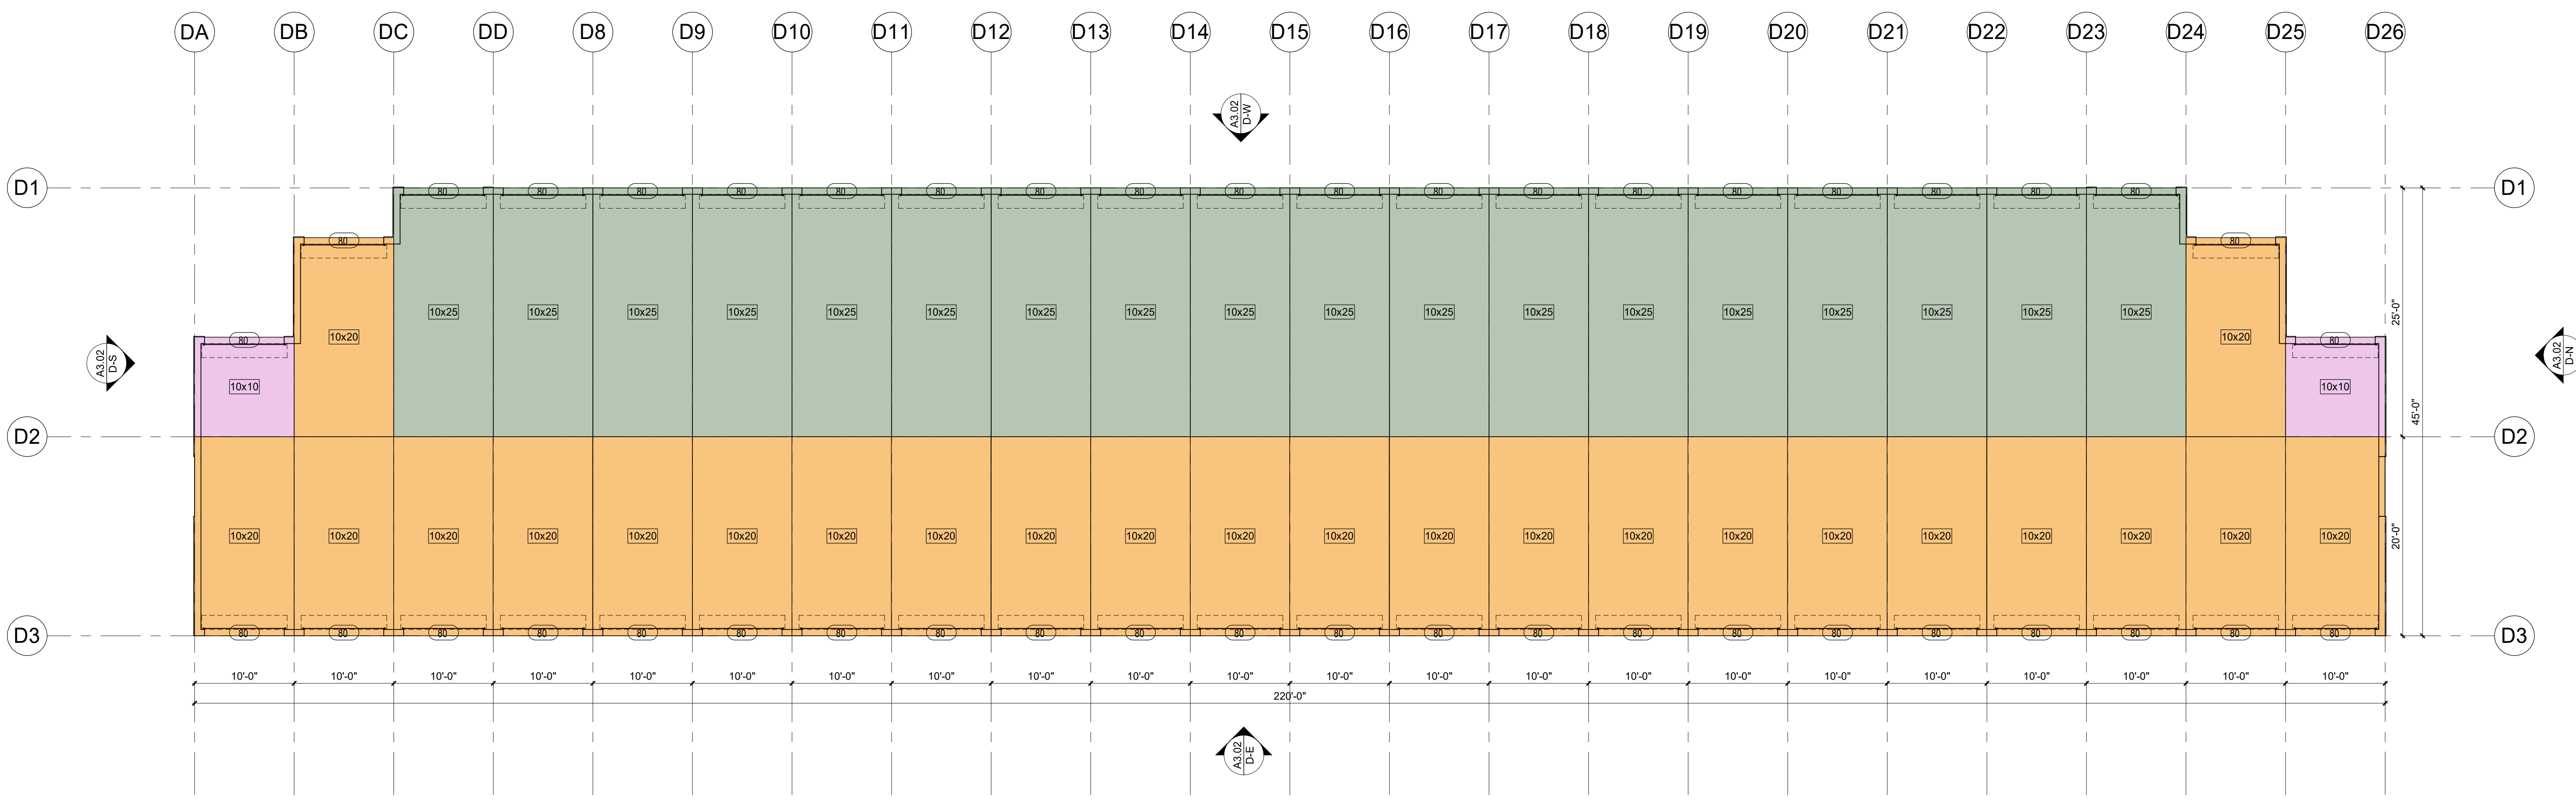 DA DB DC DD D8 D9 D10 D11 D12 D13 D14 D15 D16 D17 D18 D19 D20 D21 D22 D23 D24 D25 D26
A3.02
D-W
D1 80 80 80 80 80 80 80 80 80 80 80 80 80 80 80 80 80 80 D1
80 80
10x25 10x25 10x25 10x25 10x25 10x25 10x25 10x25 10x25 10x25 10x25 10x25 10x25 10x25 10x25 10x25 10x25 10x25 25'-0"
80 10x20 10x20 80
A3.02
D-S
A3.02
D-N
10x10 10x10
45'-0"
D2 D2
10x20 10x20 10x20 10x20 10x20 10x20 10x20 10x20 10x20 10x20 10x20 10x20 10x20 10x20 10x20 10x20 10x20 10x20 10x20 10x20 10x20 10x20 20'-0"
D3 80 80 80 80 80 80 80 80 80 80 80 80 80 80 80 80 80 80 80 80 80 80 D3
10'-0" 10'-0" 10'-0" 10'-0" 10'-0" 10'-0" 10'-0" 10'-0" 10'-0" 10'-0" 10'-0" 10'-0" 10'-0" 10'-0" 10'-0" 10'-0" 10'-0" 10'-0" 10'-0" 10'-0" 10'-0" 10'-0"
220'-0"
A3.02
D-E